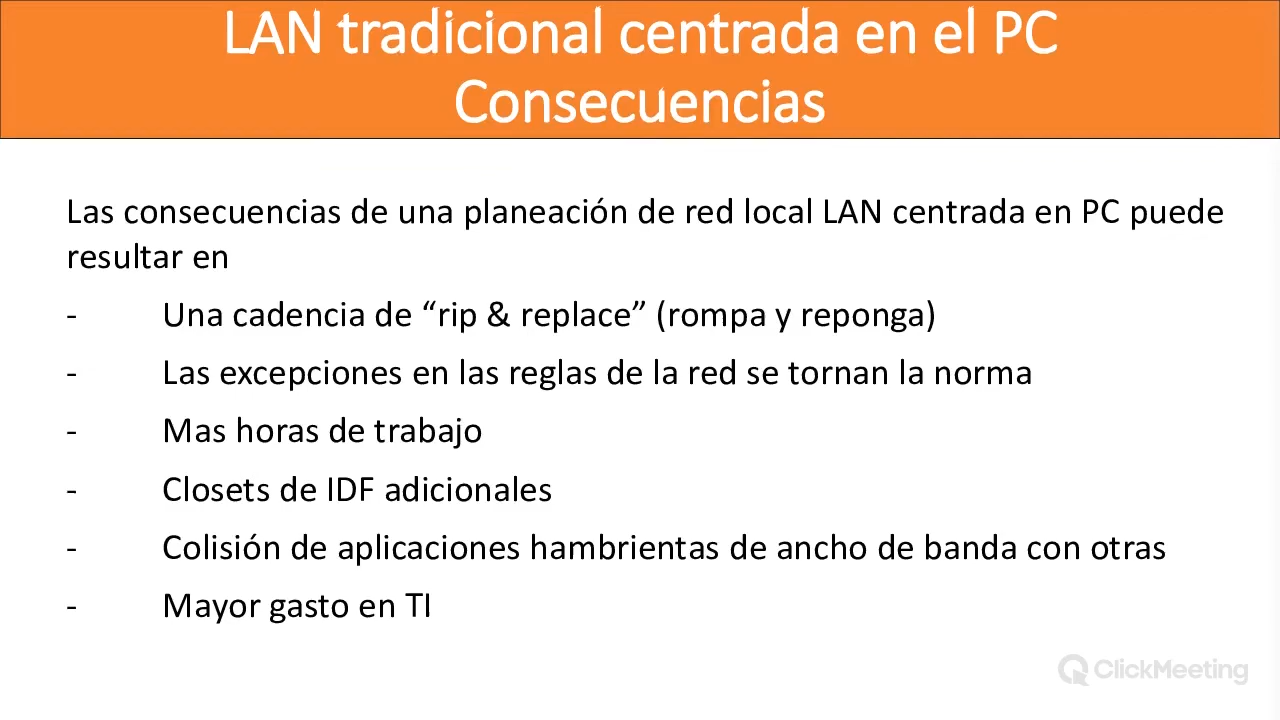 LAN tradicional centrada en el PC
Consecuencias
Las consecuencias de una planeación de red local LAN centrada en PC puede
resultar en
- Una cadencia de “rip & replace” (rompa y reponga)
- Las excepciones en las reglas de la red se tornan la norma
- Mas horas de trabajo
- Closets de IDF adicionales
- Colisión de aplicaciones hambrientas de ancho de banda con otras
- Mayor gasto en TI
ClickMeeting